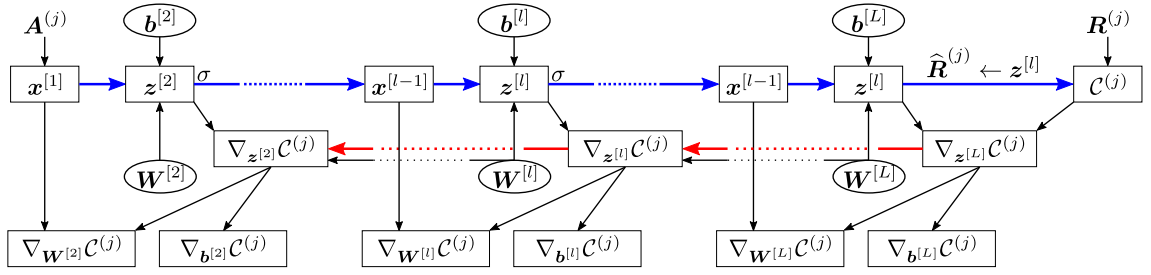 𝑨⁽ʲ⁾ 𝒃^[2] 𝒃^[l] 𝒃^[L] 𝑹^(j)
𝒙^[1] 𝒛^[2] σ 𝒙^[l−1] 𝒛^[l] σ 𝒙^[l−1] 𝒛^[l] 𝑹̂^(j) ← 𝒛^[l] 𝒞^(j)
∇_{𝒛^[2]} 𝒞^(j) ∇_{𝒛^[l]} 𝒞^(j) ∇_{𝒛^[L]} 𝒞^(j)
𝑾^[2] 𝑾^[l] 𝑾^[L]
∇_{𝑾^[2]} 𝒞^(j) ∇_{𝒃^[2]} 𝒞^(j) ∇_{𝑾^[l]} 𝒞^(j) ∇_{𝒃^[l]} 𝒞^(j) ∇_{𝑾^[L]} 𝒞^(j) ∇_{𝒃^[L]} 𝒞^(j)